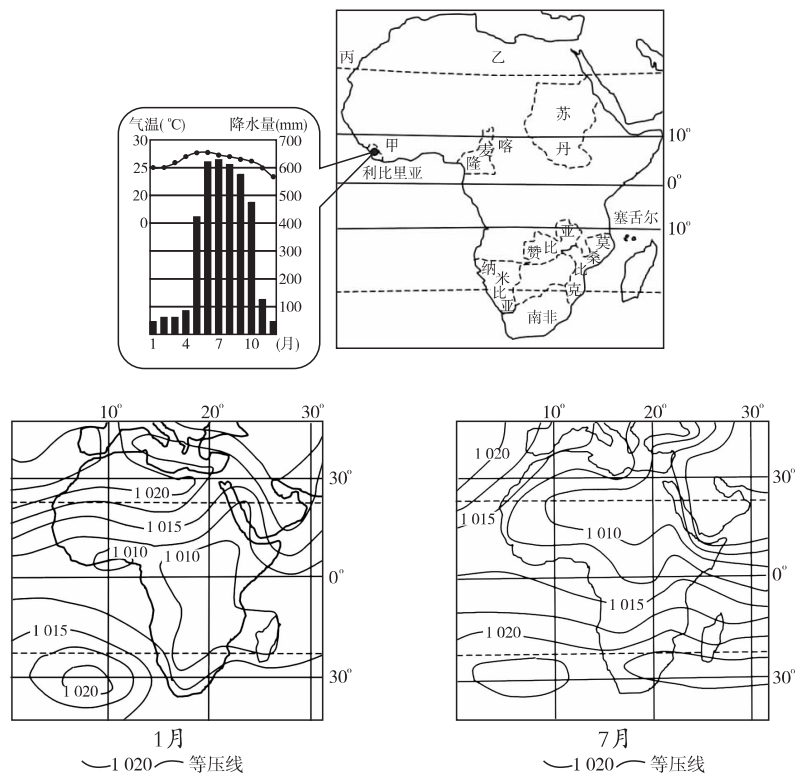 丙 乙
苏
丹
甲
麦 喀
隆
利比里亚
10°
0°
10°
塞舌尔
亚
赞 比
莫
桑
比
克
纳
米
比
亚
南非
气温(℃) 降水量(mm)
30 700
25 600
20 500
0 400
300
200
100
1 4 7 10 (月)
10° 20° 30°
30°
1 020
1 015
1 010 1 010
0°
1 015
1 020
30°
1月
1 020 等压线
10° 20° 30°
1 020
30°
1 015
1 010
0°
1 015
1 020
30°
7月
1 020 等压线